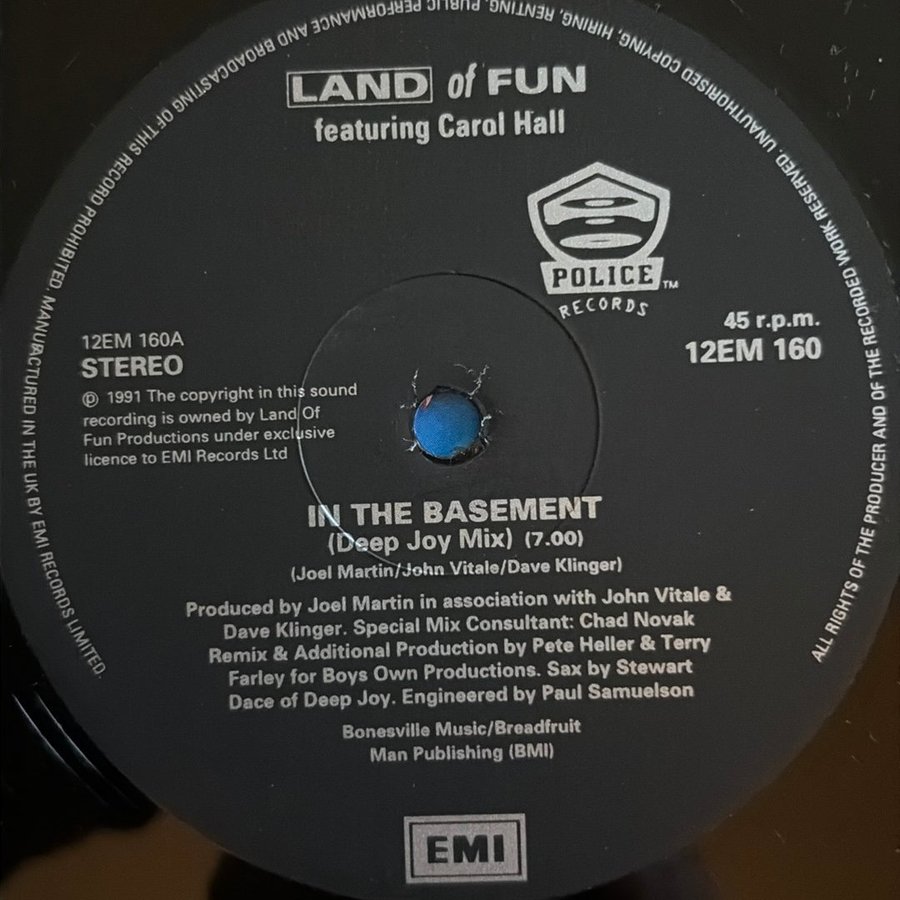 ALL RIGHTS OF THE PRODUCER AND OF THE RECORDED WORK RESERVED. UNAUTHORISED COPYING, HIRING, RENTING, PUBLIC PERFORMANCE AND BROADCASTING OF THIS RECORD PROHIBITED. MANUFACTURED IN THE UK BY EMI RECORDS LIMITED.
LAND of FUN
featuring Carol Hall
POLICE™
RECORDS
45 r.p.m.
12EM 160
12EM 160A
STEREO
℗ 1991 The copyright in this sound
recording is owned by Land Of
Fun Productions under exclusive
licence to EMI Records Ltd
IN THE BASEMENT
(Deep Joy Mix) (7.00)
(Joel Martin/John Vitale/Dave Klinger)
Produced by Joel Martin in association with John Vitale &
Dave Klinger. Special Mix Consultant: Chad Novak
Remix & Additional Production by Pete Heller & Terry
Farley for Boys Own Productions. Sax by Stewart
Dace of Deep Joy. Engineered by Paul Samuelson
Bonesville Music/Breadfruit
Man Publishing (BMI)
EMI